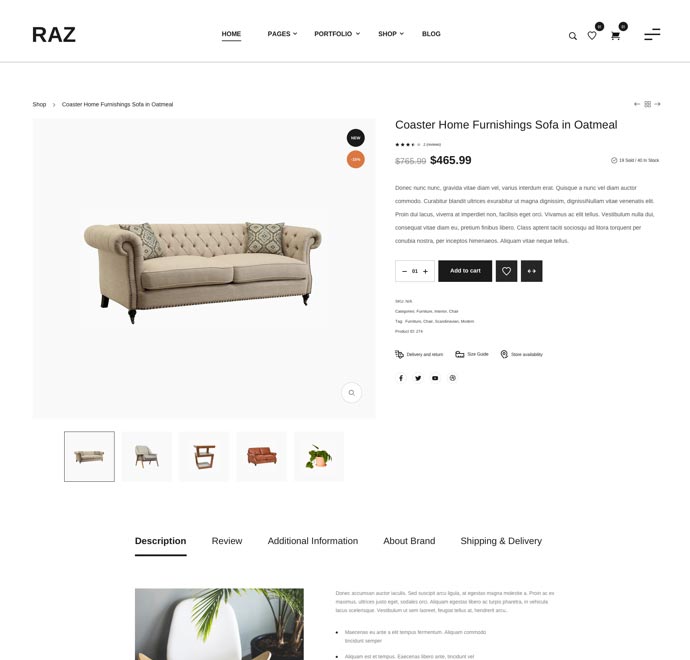 RAZ
HOME
PAGES
PORTFOLIO
SHOP
BLOG
Shop
Coaster Home Furnishings Sofa in Oatmeal
NEW
Coaster Home Furnishings Sofa in Oatmeal
$765.99 $465.99
19 Sold / 40 In Stock
Donec nunc nunc, gravida vitae diam vel, varius interdum erat. Quisque a nunc vel diam auctor
commodo. Curabitur blandit ultrices exurabitur ut magna dignissim, dignissiNullam vitae venenatis elit.
Proin dui lacus, viverra at imperdiet non, facilisis eget orci. Vivamus ac elit tellus. Vestibulum nulla dui,
consequat vitae diam eu, pretium finibus libero. Class aptent taciti sociosqu ad litora torquent per
conubia nostra, per inceptos himenaeos. Aliquam vitae neque tellus.
01
Add to cart
SKU: N/A
Categories: Furniture, Interior, Chair
Tag: Furniture, Chair, Scandinavian, Modern
Product ID: 274
Delivery and return
Size Guide
Store availability
Description
Review
Additional Information
About Brand
Shipping & Delivery
Donec accumsan auctor iaculis. Sed suscipit arcu ligula, at egestas magna molestie a. Proin ac ex
maximus, ultrices justo eget, sodales orci. Aliquam egestas libero ac turpis pharetra, in vehicula
lacus scelerisque. Vestibulum ut sem laoreet, feugiat tellus at, hendrerit arcu.
Maecenas eu ante a elit tempus fermentum. Aliquam commodo
tincidunt semper
Aliquam est et tempus. Eaecenas libero ante, tincidunt vel